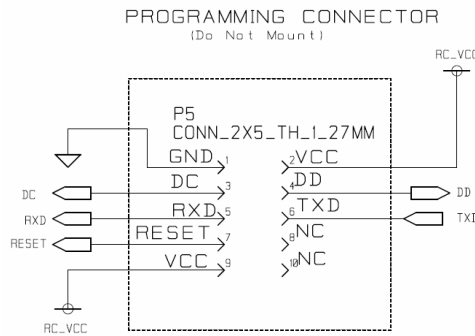 PROGRAMMING CONNECTOR
(Do Not Mount)
RC_VCC
P5
CONN_2X5_TH_1_27MM
GND 1 2 VCC
DC DC 3 4 DD DD
RXD RXD 5 6 TXD TXD
RESET RESET 7 8 NC
VCC 9 10 NC
RC_VCC